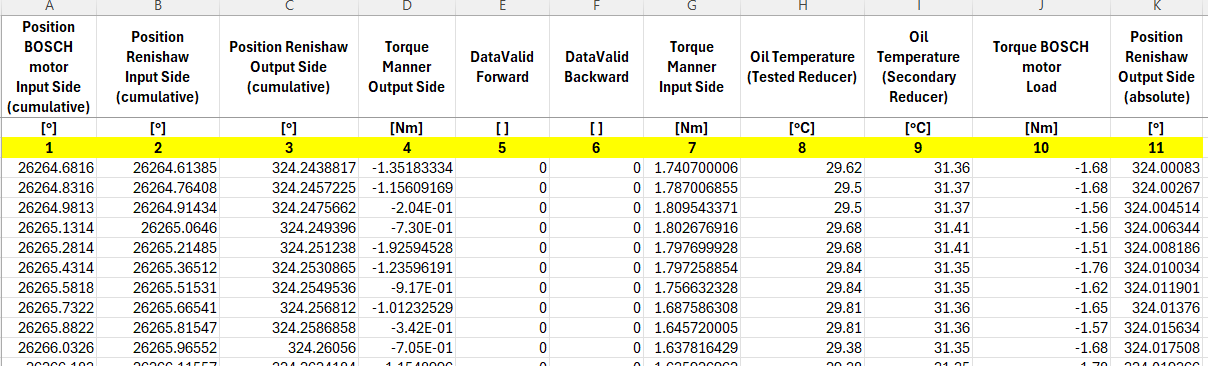 A B C D E F G H I J K
Position BOSCH motor Input Side (cumulative) Position Renishaw Input Side (cumulative) Position Renishaw Output Side (cumulative) Torque Manner Output Side DataValid Forward DataValid Backward Torque Manner Input Side Oil Temperature (Tested Reducer) Oil Temperature (Secondary Reducer) Torque BOSCH motor Load Position Renishaw Output Side (absolute)
[º] [º] [º] [Nm] [ ] [ ] [Nm] [ºC] [ºC] [Nm] [º]
1 2 3 4 5 6 7 8 9 10 11
26264.6816 26264.61385 324.2438817 -1.35183334 0 0 1.740700006 29.62 31.36 -1.68 324.00083
26264.8316 26264.76408 324.2457225 -1.15609169 0 0 1.787006855 29.5 31.37 -1.68 324.00267
26264.9813 26264.91434 324.2475662 -2.04E-01 0 0 1.809543371 29.5 31.37 -1.56 324.004514
26265.1314 26265.0646 324.249396 -7.30E-01 0 0 1.802676916 29.68 31.41 -1.56 324.006344
26265.2814 26265.21485 324.251238 -1.92594528 0 0 1.797699928 29.68 31.41 -1.51 324.008186
26265.4314 26265.36512 324.2530865 -1.23596191 0 0 1.797258854 29.84 31.35 -1.76 324.010034
26265.5818 26265.51531 324.2549536 -9.17E-01 0 0 1.756632328 29.84 31.35 -1.62 324.011901
26265.7322 26265.66541 324.256812 -1.01232529 0 0 1.687586308 29.81 31.36 -1.65 324.01376
26265.8822 26265.81547 324.2586858 -3.42E-01 0 0 1.645720005 29.81 31.36 -1.57 324.015634
26266.0326 26265.96552 324.26056 -7.05E-01 0 0 1.637816429 29.38 31.35 -1.68 324.017508